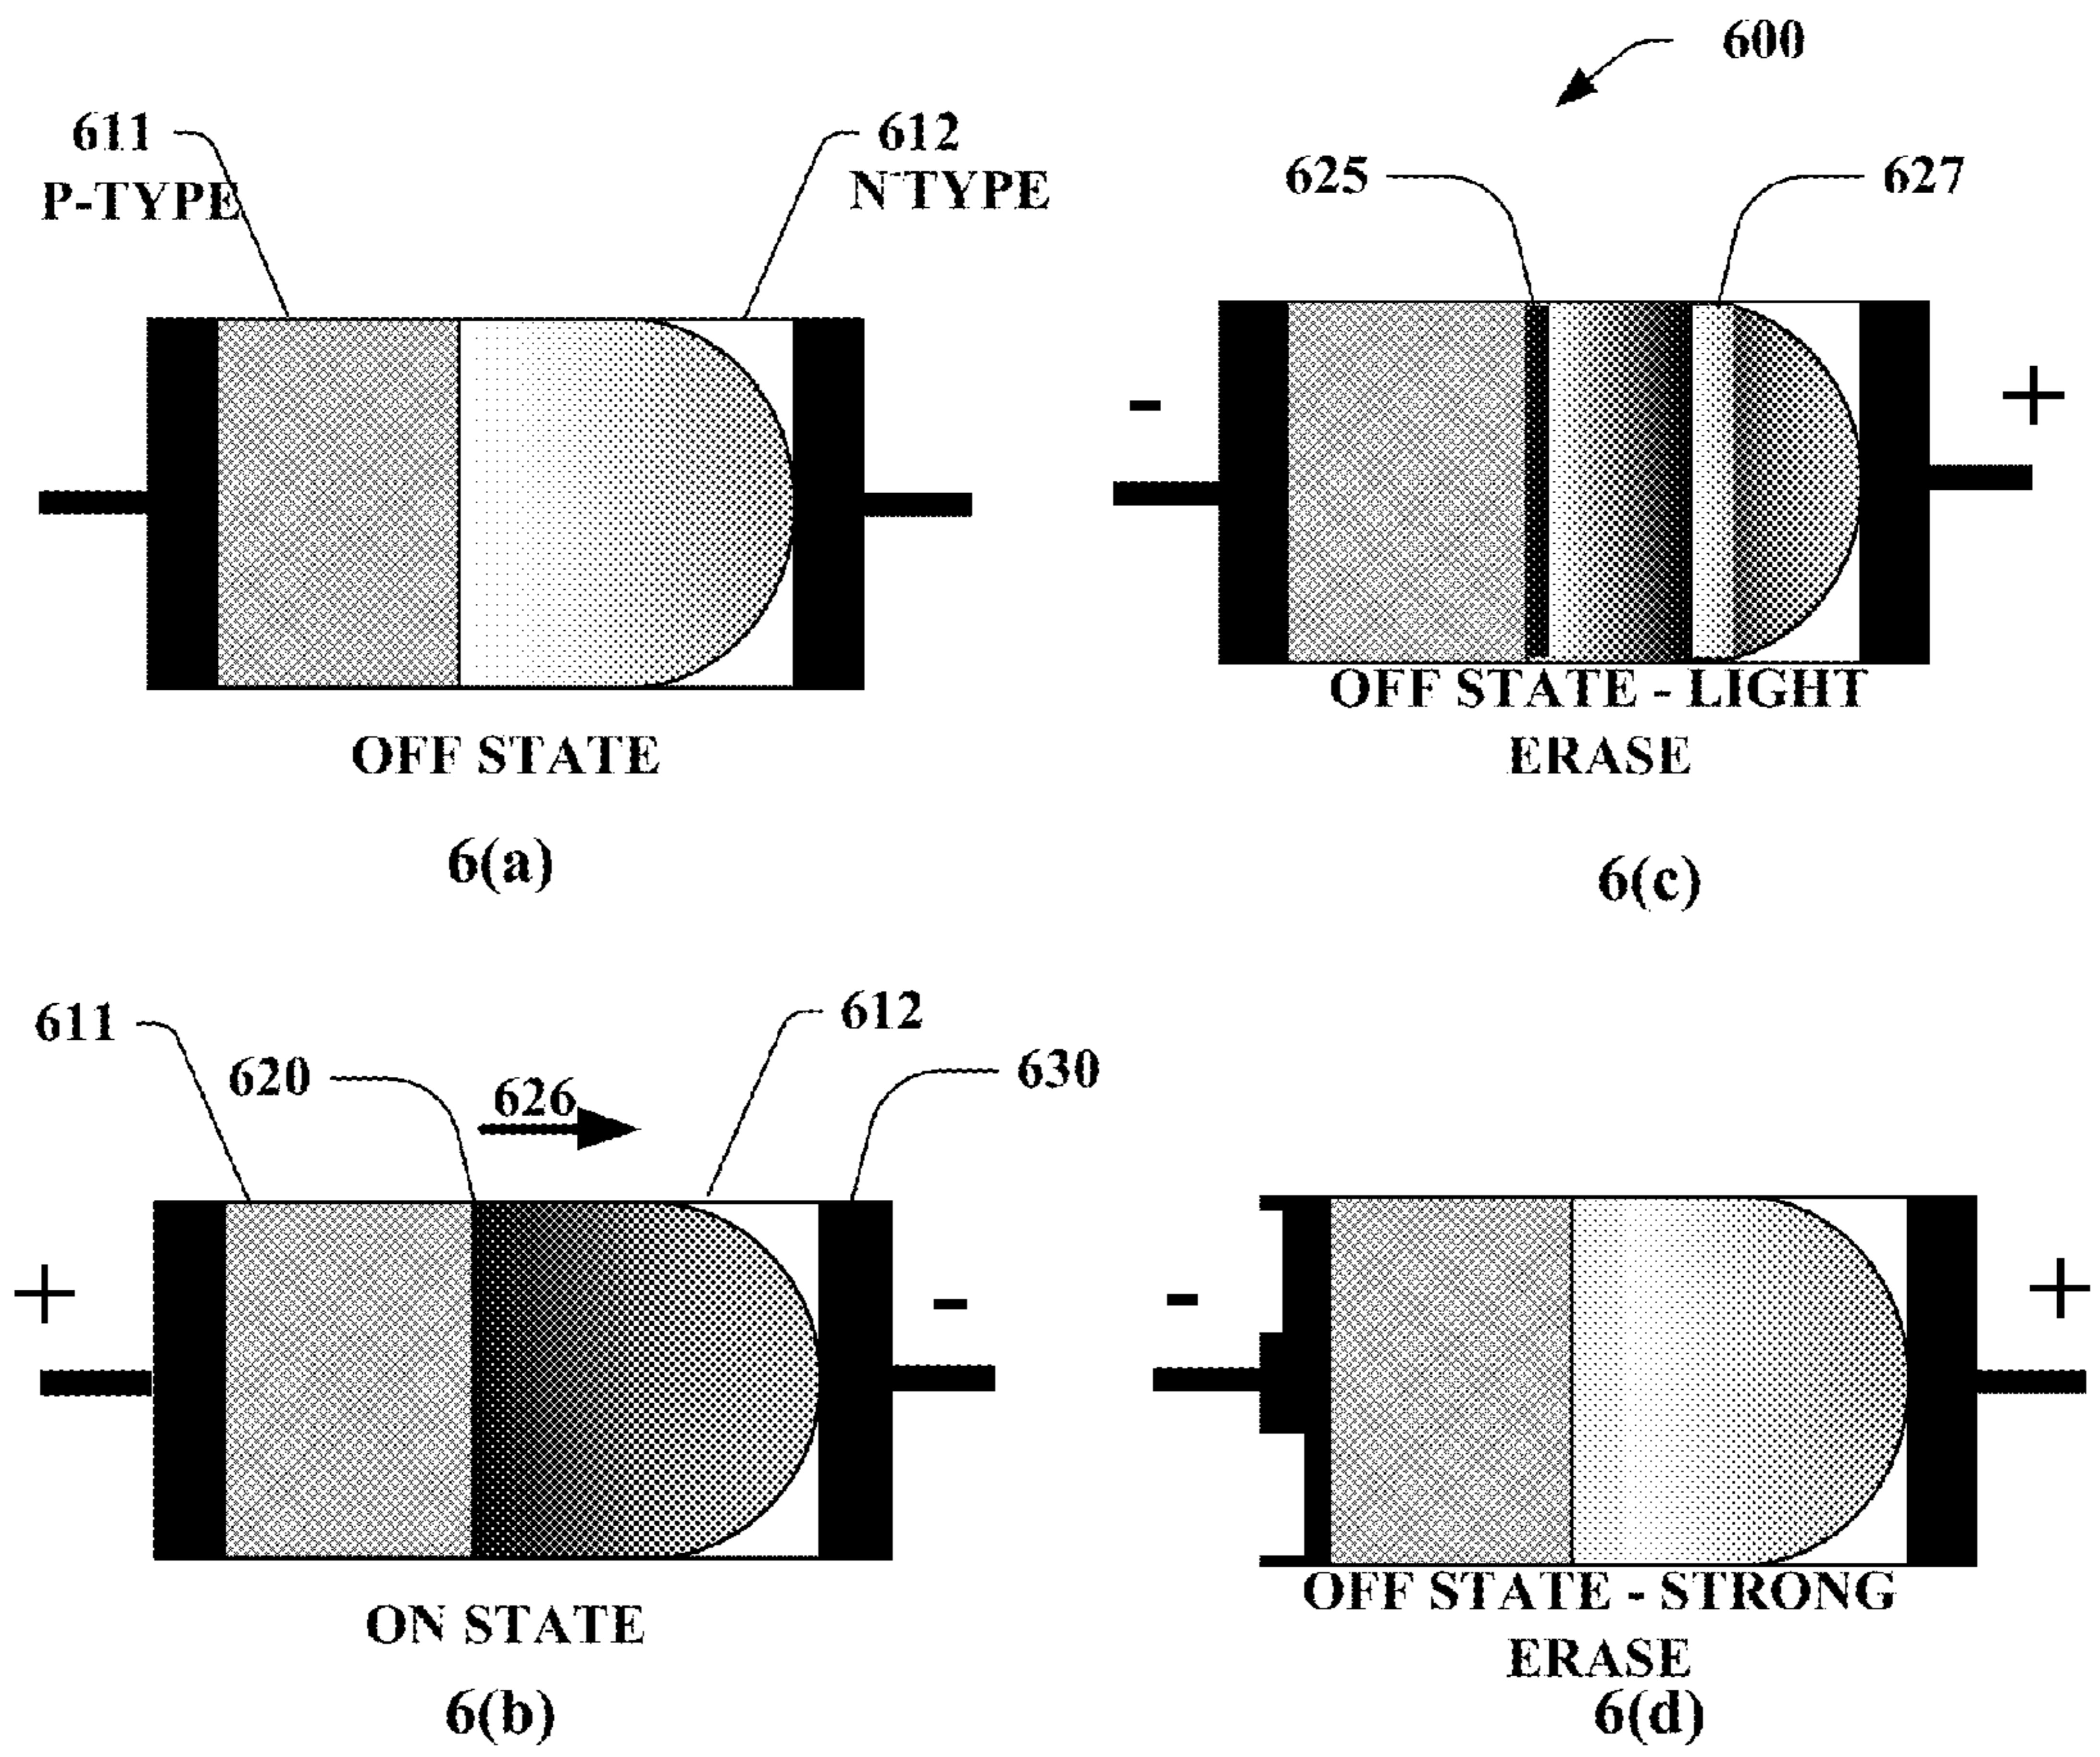 600
611
P-TYPE
612
N-TYPE
625
627
-
+
OFF STATE
6(a)
OFF STATE - LIGHT
ERASE
6(c)
611
620
626
612
630
+
-
ON STATE
6(b)
-
+
OFF STATE - STRONG
ERASE
6(d)